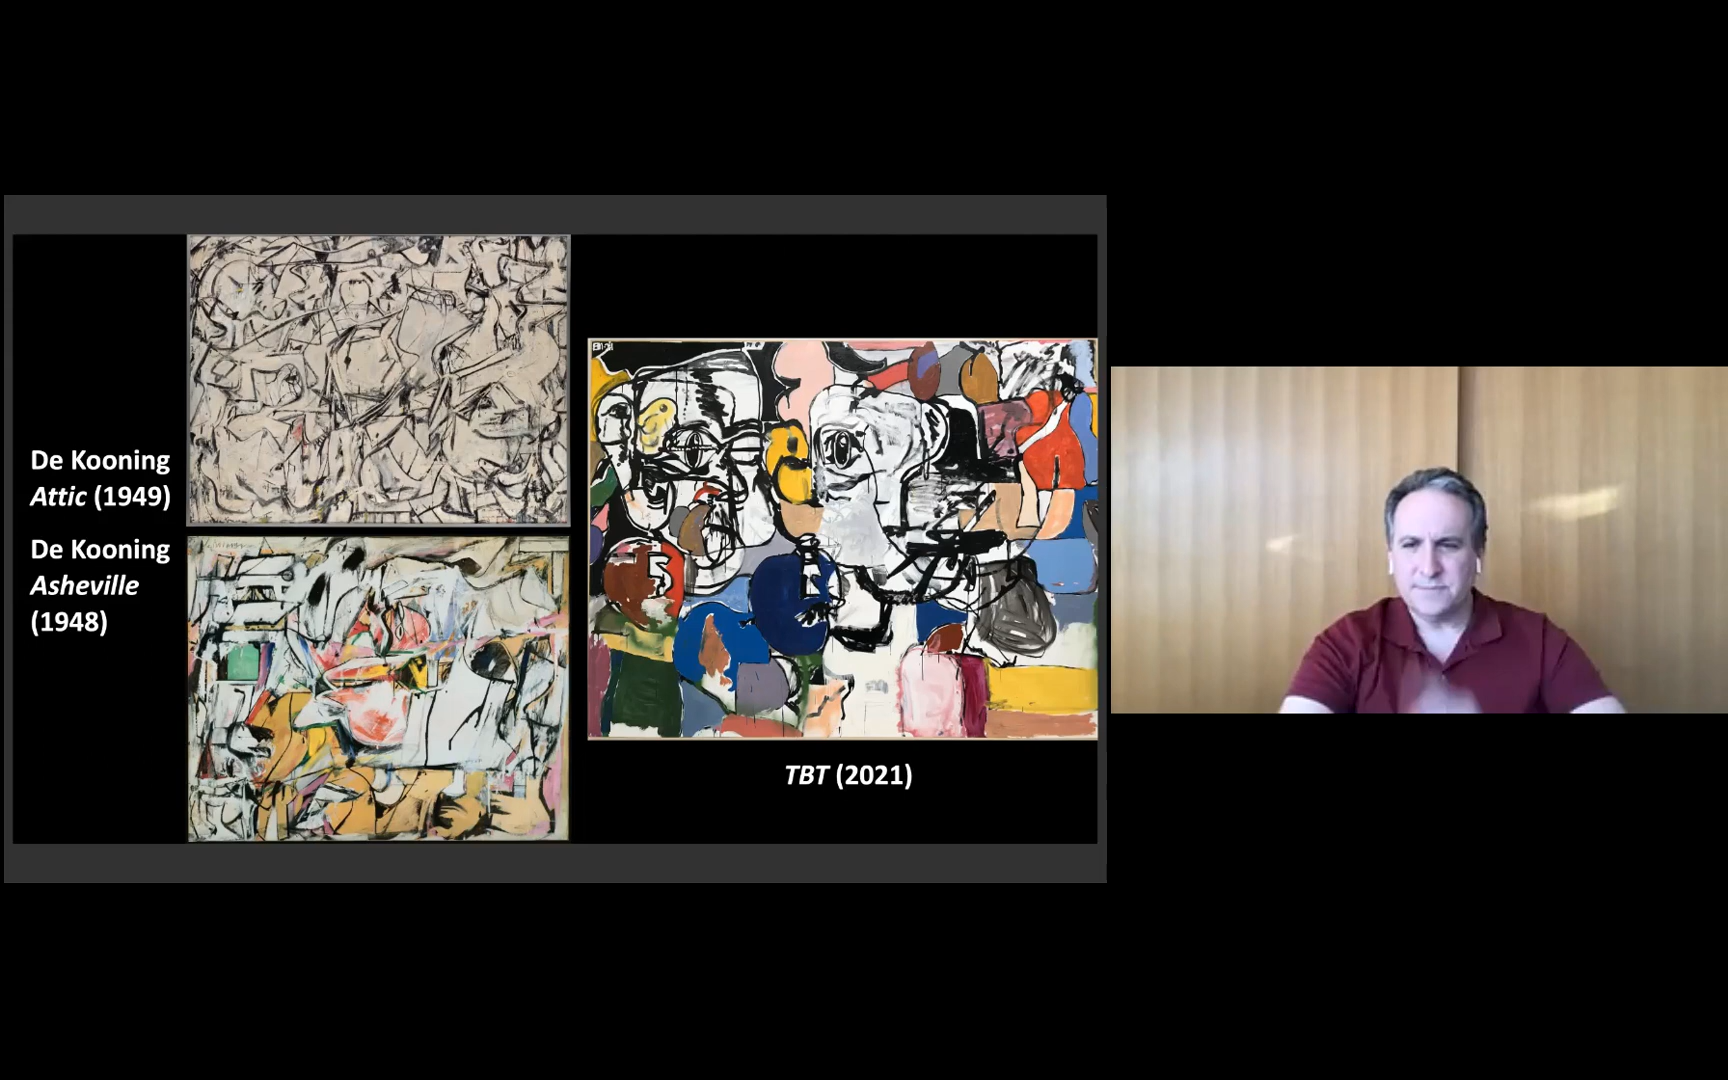 De Kooning
Attic (1949)
De Kooning
Asheville
(1948)
TBT (2021)